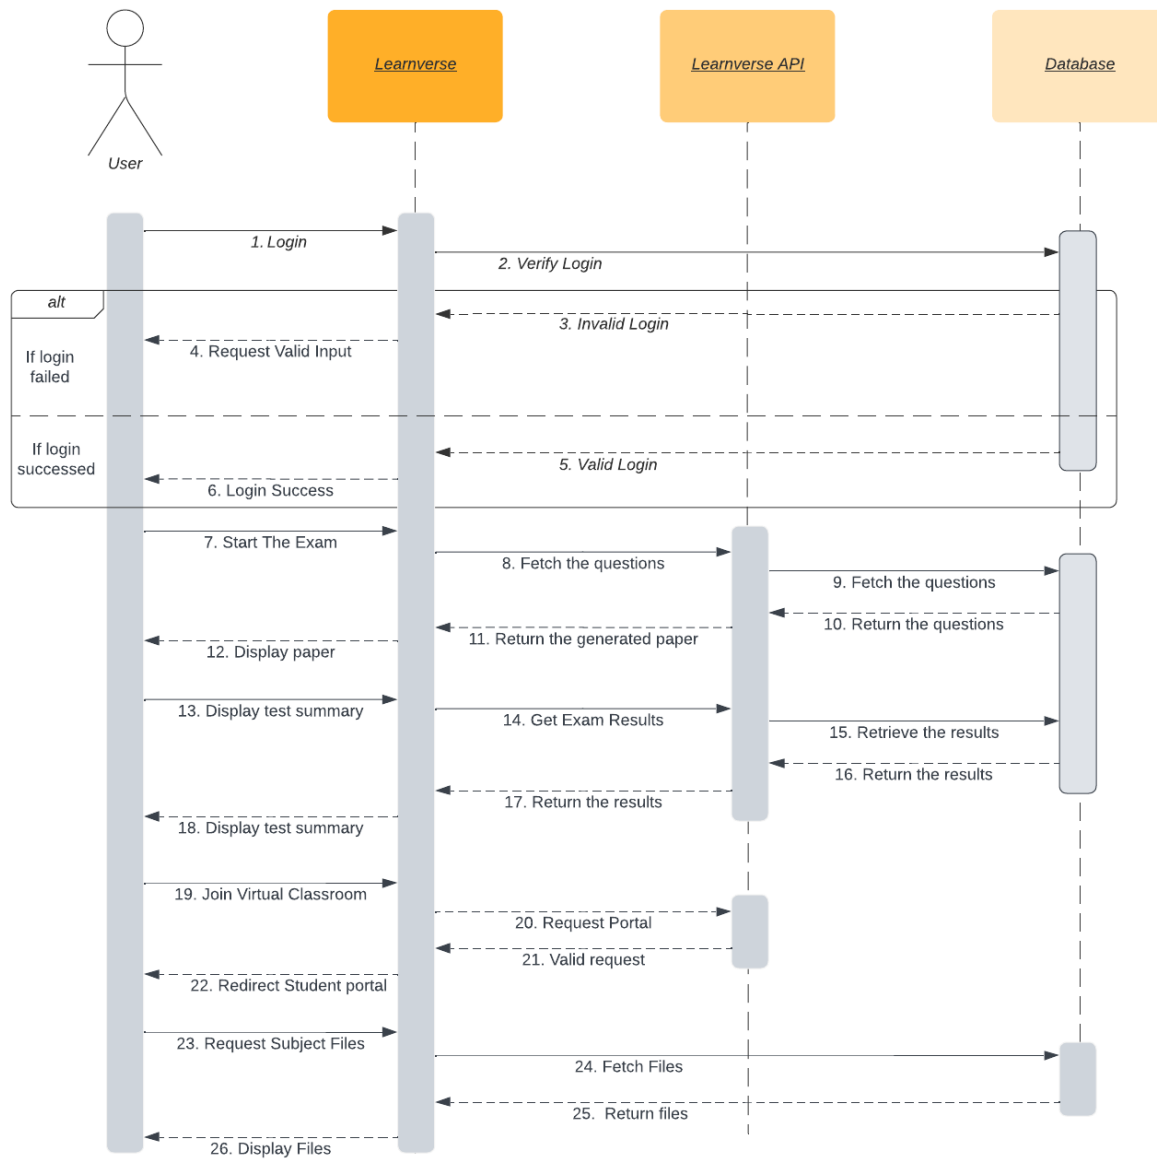 Learnverse
Learnverse API
Database
User
1. Login
2. Verify Login
alt
3. Invalid Login
4. Request Valid Input
If login
failed
If login
successed
5. Valid Login
6. Login Success
7. Start The Exam
8. Fetch the questions
9. Fetch the questions
10. Return the questions
11. Return the generated paper
12. Display paper
13. Display test summary
14. Get Exam Results
15. Retrieve the results
16. Return the results
17. Return the results
18. Display test summary
19. Join Virtual Classroom
20. Request Portal
21. Valid request
22. Redirect Student portal
23. Request Subject Files
24. Fetch Files
25. Return files
26. Display Files